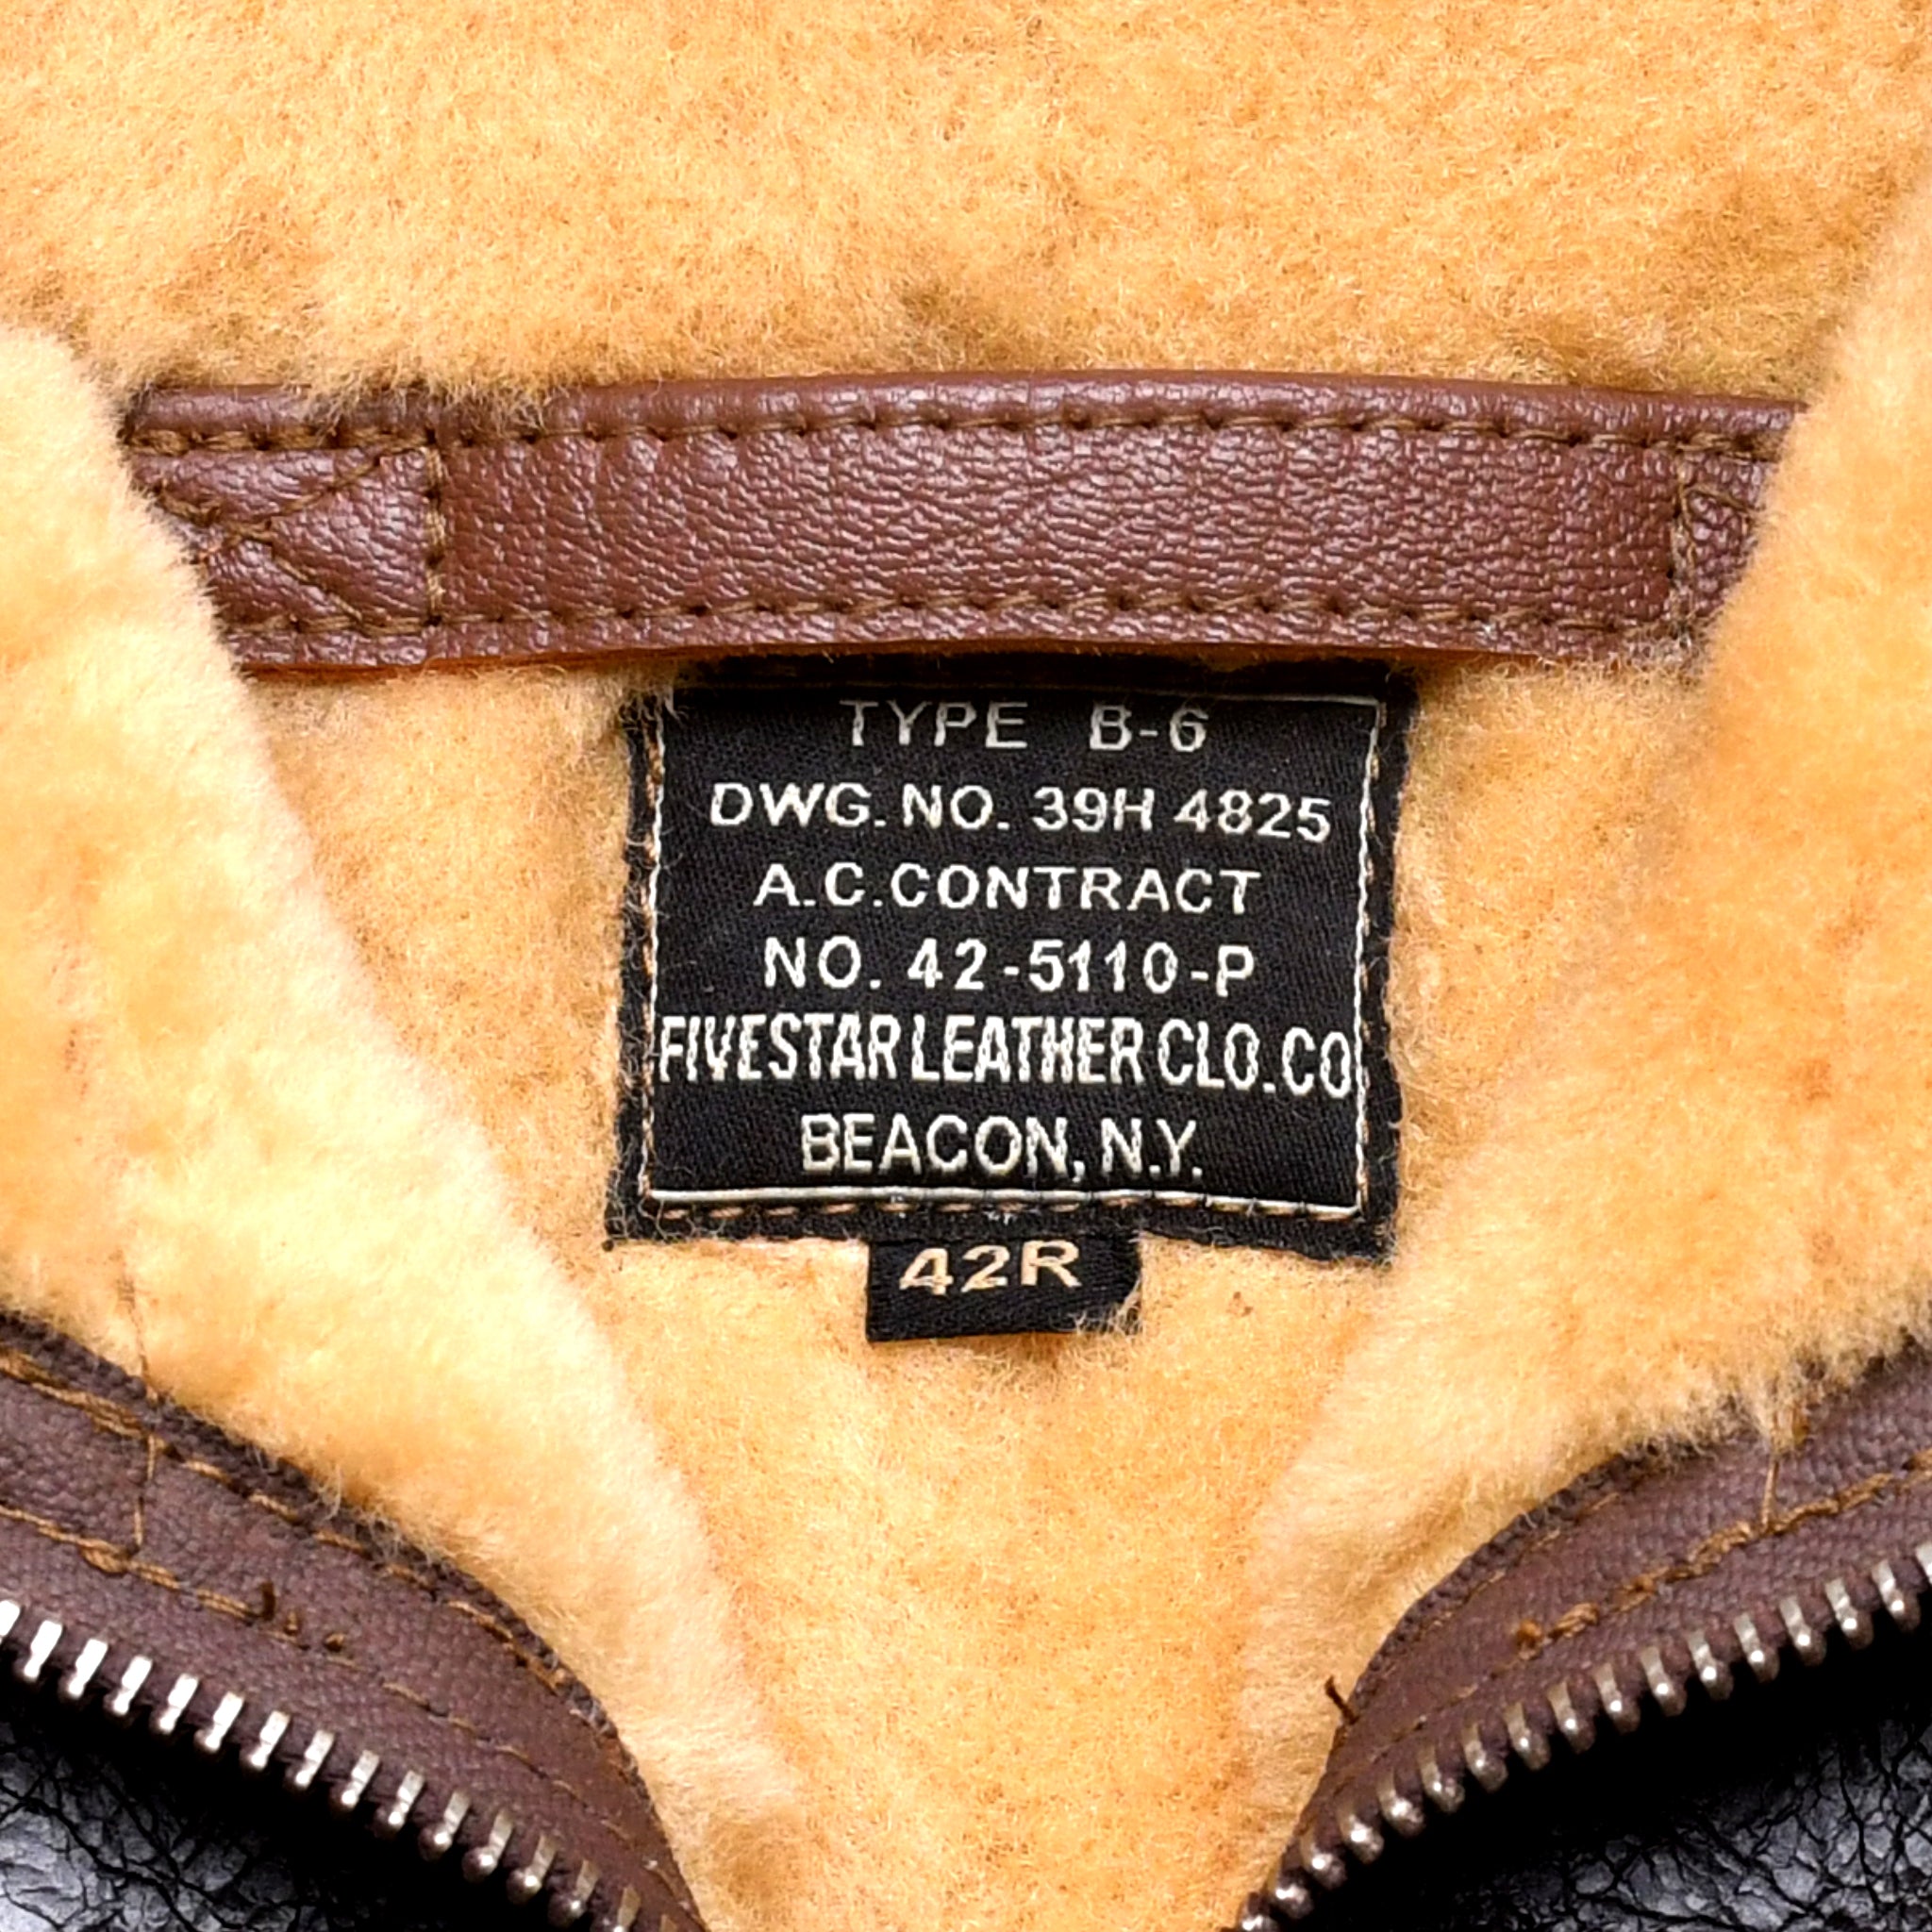 TYPE B-6
DWG. NO. 39H 4825
A.C.CONTRACT
NO. 42-5110-P
FIVESTAR LEATHER CLO.CO
BEACON, N.Y.
42R